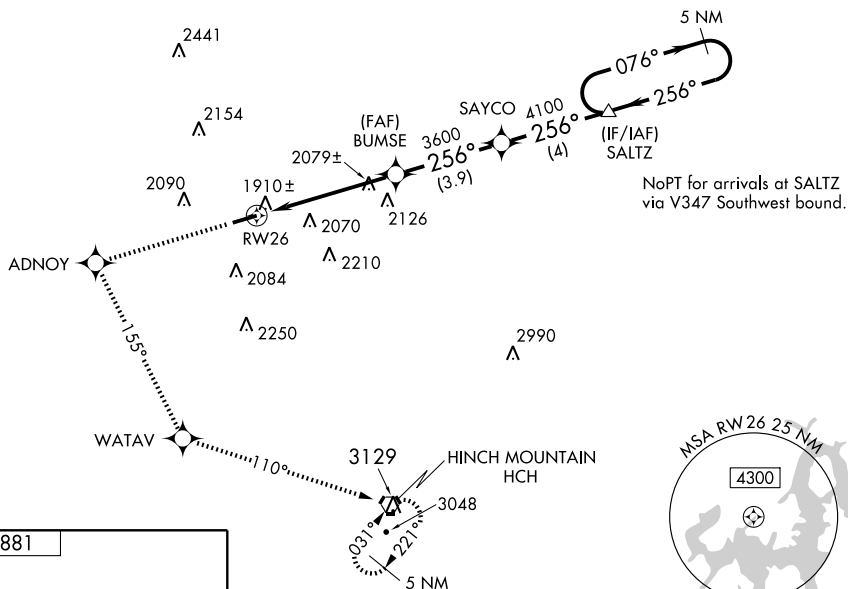 2441
5 NM
076°
256°
2154
(FAF)
BUMSE
SAYCO
3600
256°
(3.9)
4100
256°
(4)
(IF/IAF)
SALTZ
2079±
NoPT for arrivals at SALTZ
via V347 Southwest bound.
2090
1910±
2126
RW26
2070
2210
ADNOY
2084
2250
155°
2990
WATAV
110°
3129
HINCH MOUNTAIN
HCH
3048
031°
221°
5 NM
MSA RW26 25 NM
4300
881